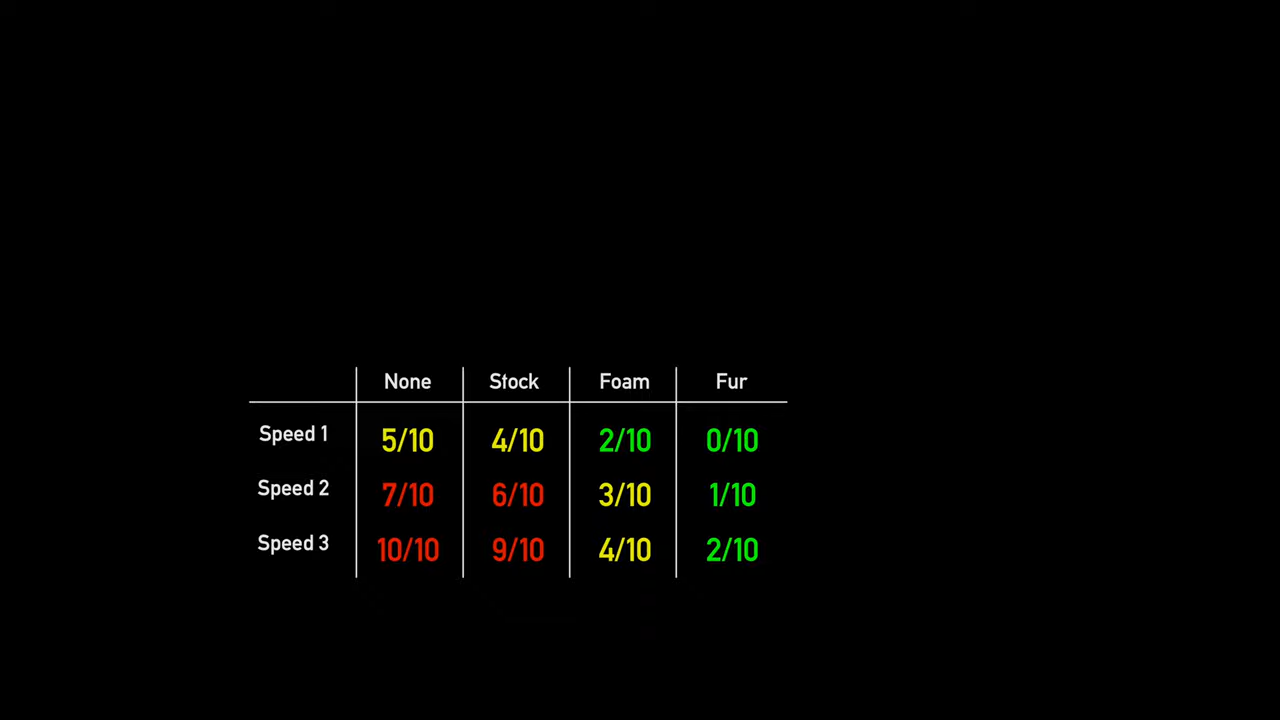 None Stock Foam Fur
Speed 1 5/10 4/10 2/10 0/10
Speed 2 7/10 6/10 3/10 1/10
Speed 3 10/10 9/10 4/10 2/10